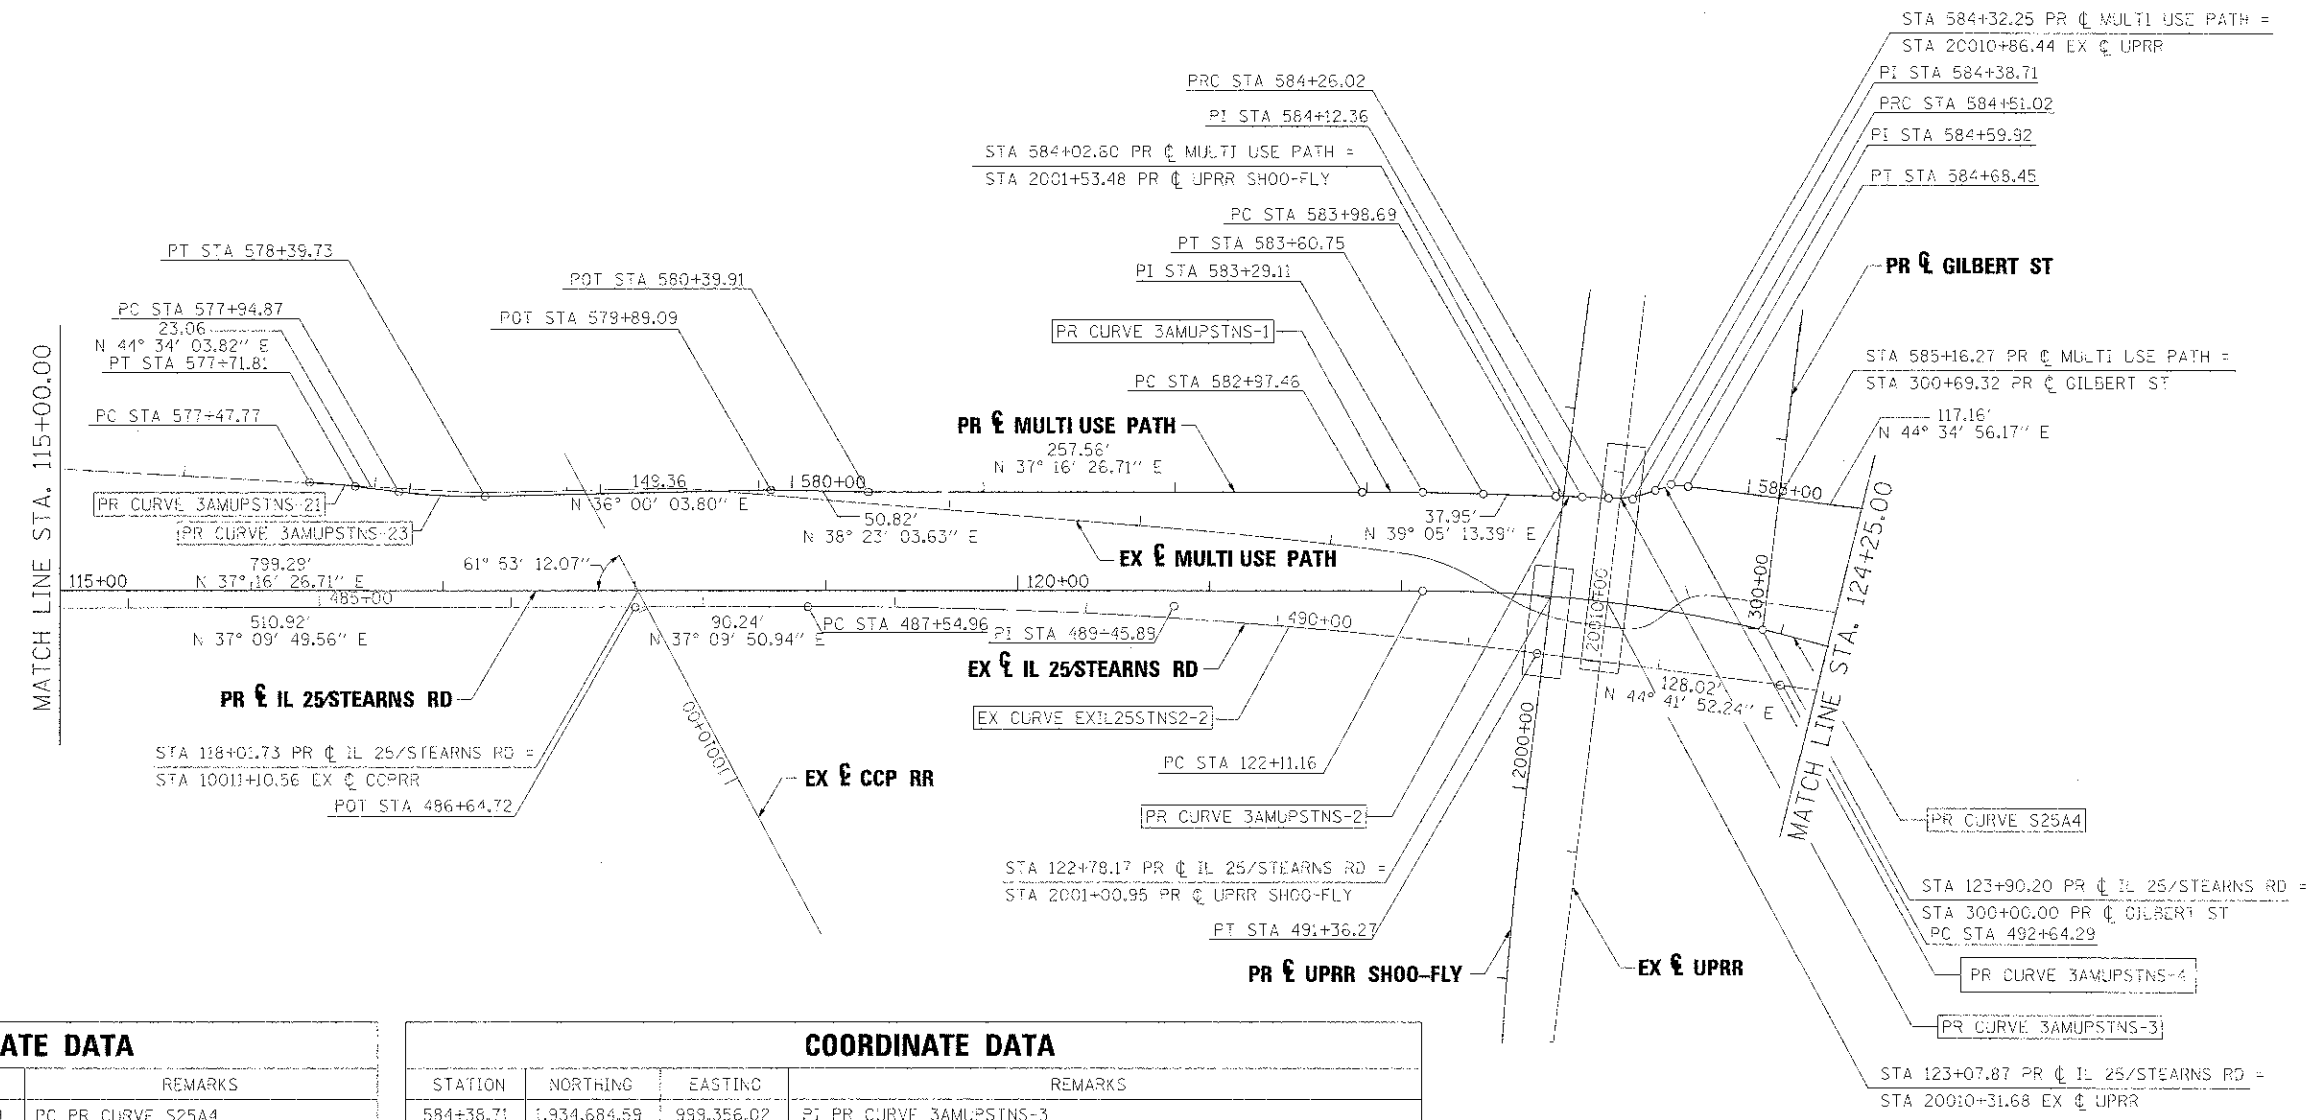 STA 584+32.25 PR ℄ MULTI USE PATH =
STA 20010+86.44 EX ℄ UPRR
PI STA 584+38.71
PRC STA 584+51.02
PI STA 584+59.92
PT STA 584+68.45
PRC STA 584+26.02
PI STA 584+12.36
STA 584+02.60 PR ℄ MULTI USE PATH =
STA 2001+53.48 PR ℄ UPRR SHOO-FLY
PC STA 583+98.69
PT STA 583+60.75
PI STA 583+29.11
PR CURVE 3AMUPSTNS-1
PC STA 582+97.46
PR ℄ GILBERT ST
STA 585+16.27 PR ℄ MULTI USE PATH =
STA 300+69.32 PR ℄ GILBERT ST
117.16'
N 44° 34' 56.17" E
PT STA 578+39.73
PC STA 577+94.87
23.06
N 44° 34' 03.82" E
PT STA 577+71.81
PC STA 577+47.77
POT STA 580+39.91
POT STA 579+89.09
MATCH LINE STA. 115+00.00
PR CURVE 3AMUPSTNS-21
PR CURVE 3AMUPSTNS-23
149.36
N 36° 00' 03.80" E
580+00
50.82'
N 38° 23' 03.63" E
PR ℄ MULTI USE PATH
257.56'
N 37° 16' 26.71" E
EX ℄ MULTI USE PATH
37.95'
N 39° 05' 13.39" E
585+00
115+00
799.29'
N 37° 16' 26.71" E
61° 53' 12.07"
120+00
485+00
510.92'
N 37° 09' 49.56" E
90.24'
N 37° 09' 50.94" E
PC STA 487+54.96
PI STA 489+45.89
490+00
PR ℄ IL 25/STEARNS RD
EX ℄ IL 25/STEARNS RD
EX CURVE EXIL25STNS2-2
20010+00
300+00
128.02'
N 44° 41' 52.24" E
MATCH LINE STA. 124+25.00
STA 118+01.73 PR ℄ IL 25/STEARNS RD =
STA 10011+10.56 EX ℄ CCPRR
POT STA 486+64.72
10010+00
EX ℄ CCP RR
PC STA 122+11.16
PR CURVE 3AMUPSTNS-2
2000+00
STA 122+78.17 PR ℄ IL 25/STEARNS RD =
STA 2001+00.95 PR ℄ UPRR SHOO-FLY
PT STA 491+36.27
PR ℄ UPRR SHOO-FLY
EX ℄ UPRR
PR CURVE S25A4
STA 123+90.20 PR ℄ IL 25/STEARNS RD =
STA 300+00.00 PR ℄ GILBERT ST
PC STA 492+64.29
PR CURVE 3AMUPSTNS-4
PR CURVE 3AMUPSTNS-3
STA 123+07.87 PR ℄ IL 25/STEARNS RD =
STA 20010+31.68 EX ℄ UPRR
ATE DATA
REMARKS
PC PR CURVE S25A4
COORDINATE DATA
STATION NORTHING EASTING REMARKS
584+38.71 1,934,684.59 999,356.02 PI PR CURVE 3AMUPSTNS-3